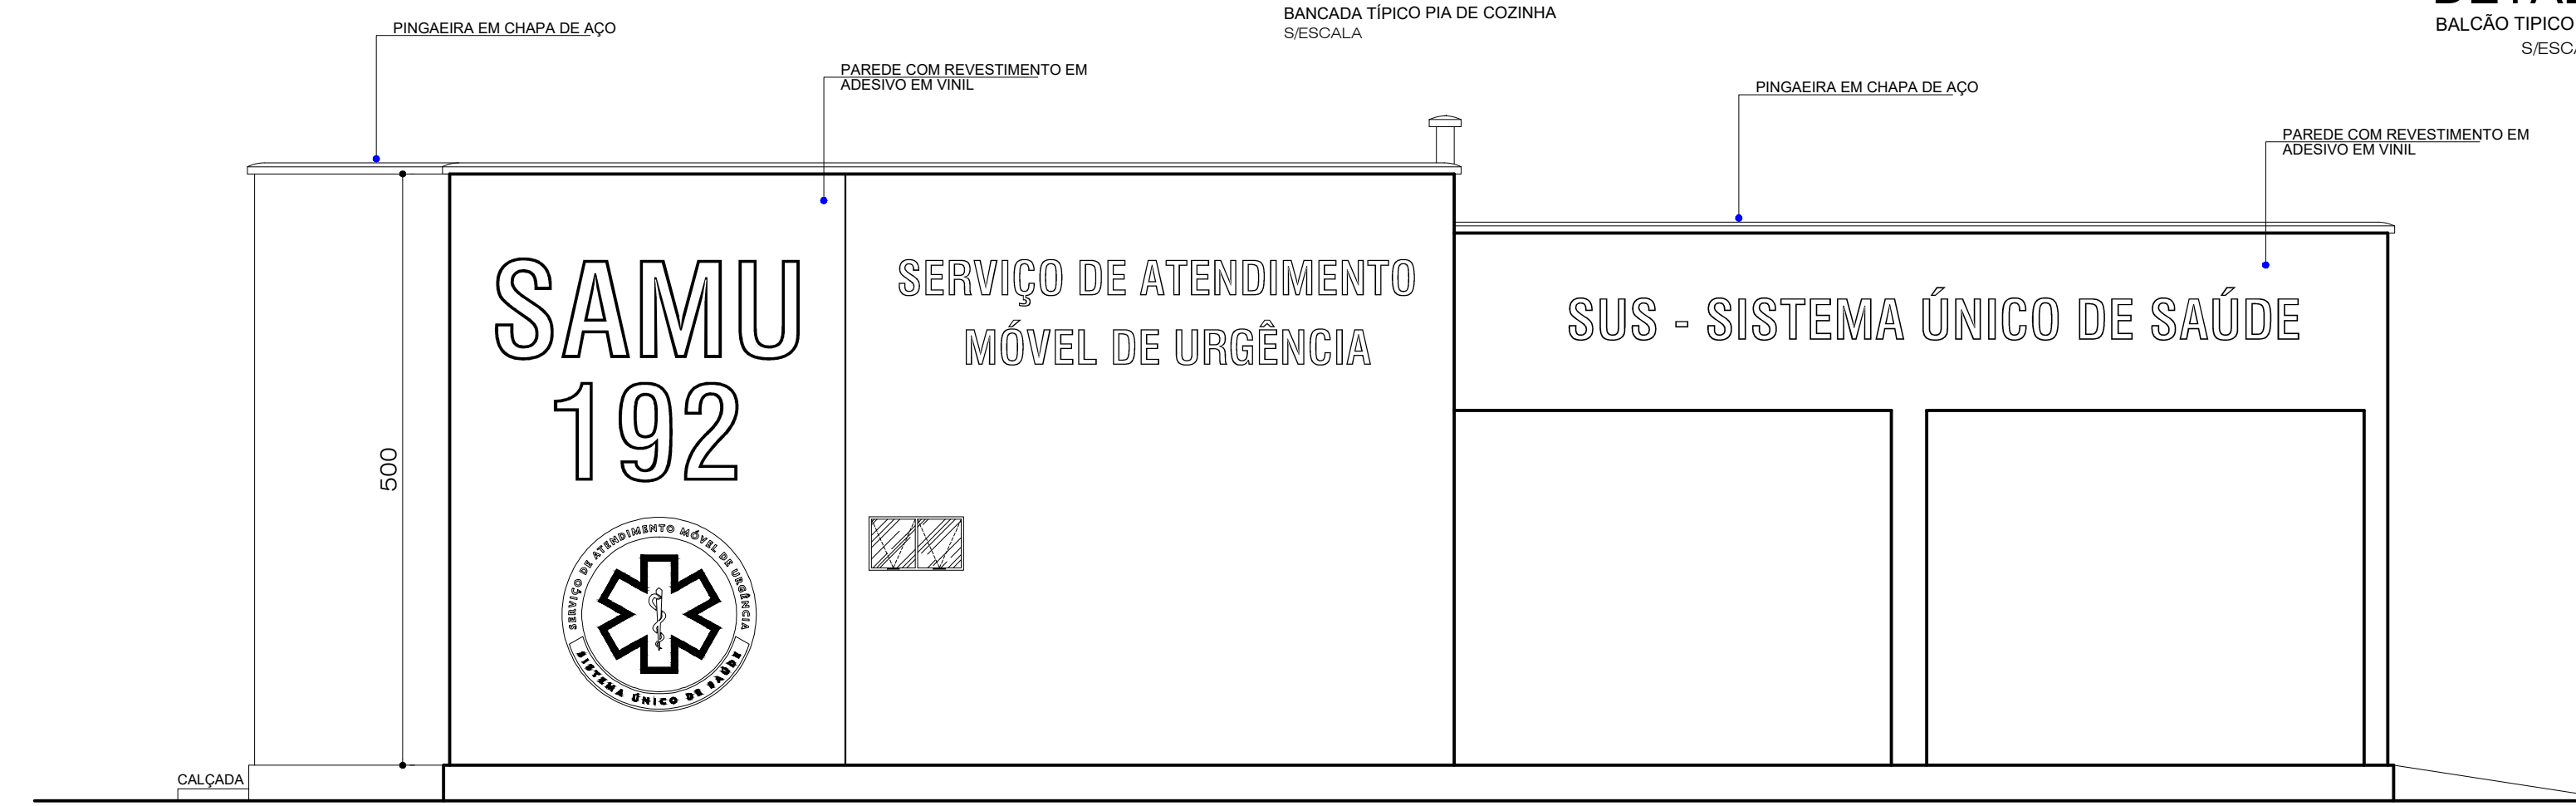 BANCADA TÍPICO PIA DE COZINHA
S/ESCALA
BALCÃO TIPICO
PINGAEIRA EM CHAPA DE AÇO
PAREDE COM REVESTIMENTO EM
ADESIVO EM VINIL
PINGAEIRA EM CHAPA DE AÇO
PAREDE COM REVESTIMENTO EM
ADESIVO EM VINIL
SAMU
192
SERVIÇO DE ATENDIMENTO
MÓVEL DE URGÊNCIA
SUS - SISTEMA ÚNICO DE SAÚDE
500
SERVIÇO DE ATENDIMENTO MÓVEL DE URGÊNCIA
SISTEMA ÚNICO DE SAÚDE
CALÇADA